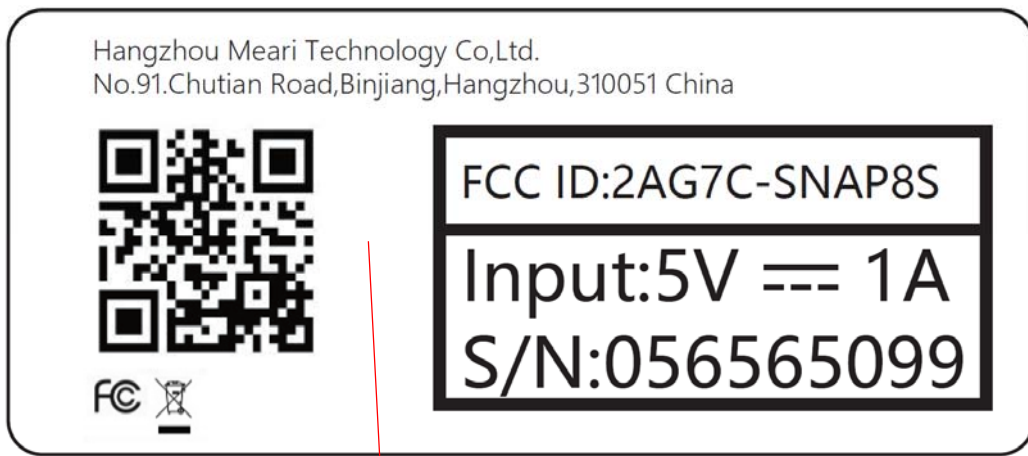 Hangzhou Meari Technology Co,Ltd.
No.91.Chutian Road,Binjiang,Hangzhou,310051 China
FCC ID:2AG7C-SNAP8S
Input:5V ⎓ 1A
S/N:056565099
FC